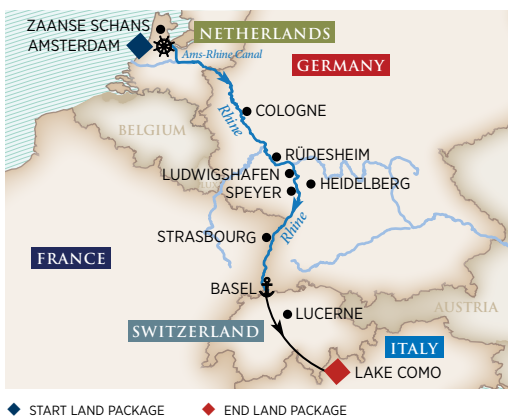 ZAANSE SCHANS
NETHERLANDS
AMSTERDAM
Ams-Rhine Canal
GERMANY
Rhine
COLOGNE
BELGIUM
RÜDESHEIM
LUDWIGSHAFEN
HEIDELBERG
SPEYER
Rhine
STRASBOURG
FRANCE
BASEL
AUSTRIA
LUCERNE
SWITZERLAND
ITALY
LAKE COMO
START LAND PACKAGE
END LAND PACKAGE